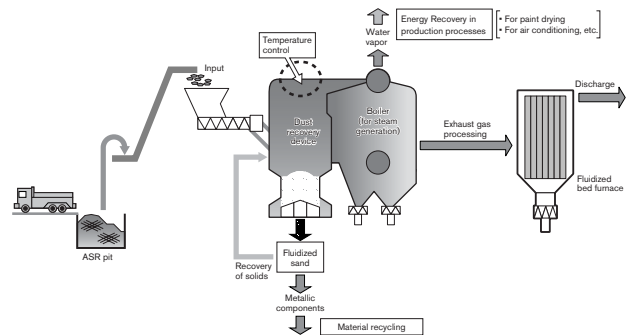 Temperature
control
Input
Water
vapor
Energy Recovery in
production processes
• For paint drying
• For air conditioning, etc.
Dust
recovery
device
Boiler
(for steam
generation)
Exhaust gas
processing
Discharge
Fluidized
bed furnace
ASR pit
Recovery
of solids
Fluidized
sand
Metallic
components
Material recycling